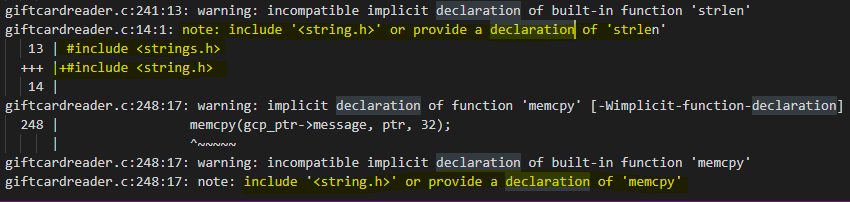 giftcardreader.c:241:13: warning: incompatible implicit declaration of built-in function 'strlen'
giftcardreader.c:14:1: note: include '<string.h>' or provide a declaration of 'strlen'
   13 | #include <strings.h>
  +++ |+#include <string.h>
   14 |
giftcardreader.c:248:17: warning: implicit declaration of function 'memcpy' [-Wimplicit-function-declaration]
  248 |                 memcpy(gcp_ptr->message, ptr, 32);
      |                 ^~~~~~
giftcardreader.c:248:17: warning: incompatible implicit declaration of built-in function 'memcpy'
giftcardreader.c:248:17: note: include '<string.h>' or provide a declaration of 'memcpy'